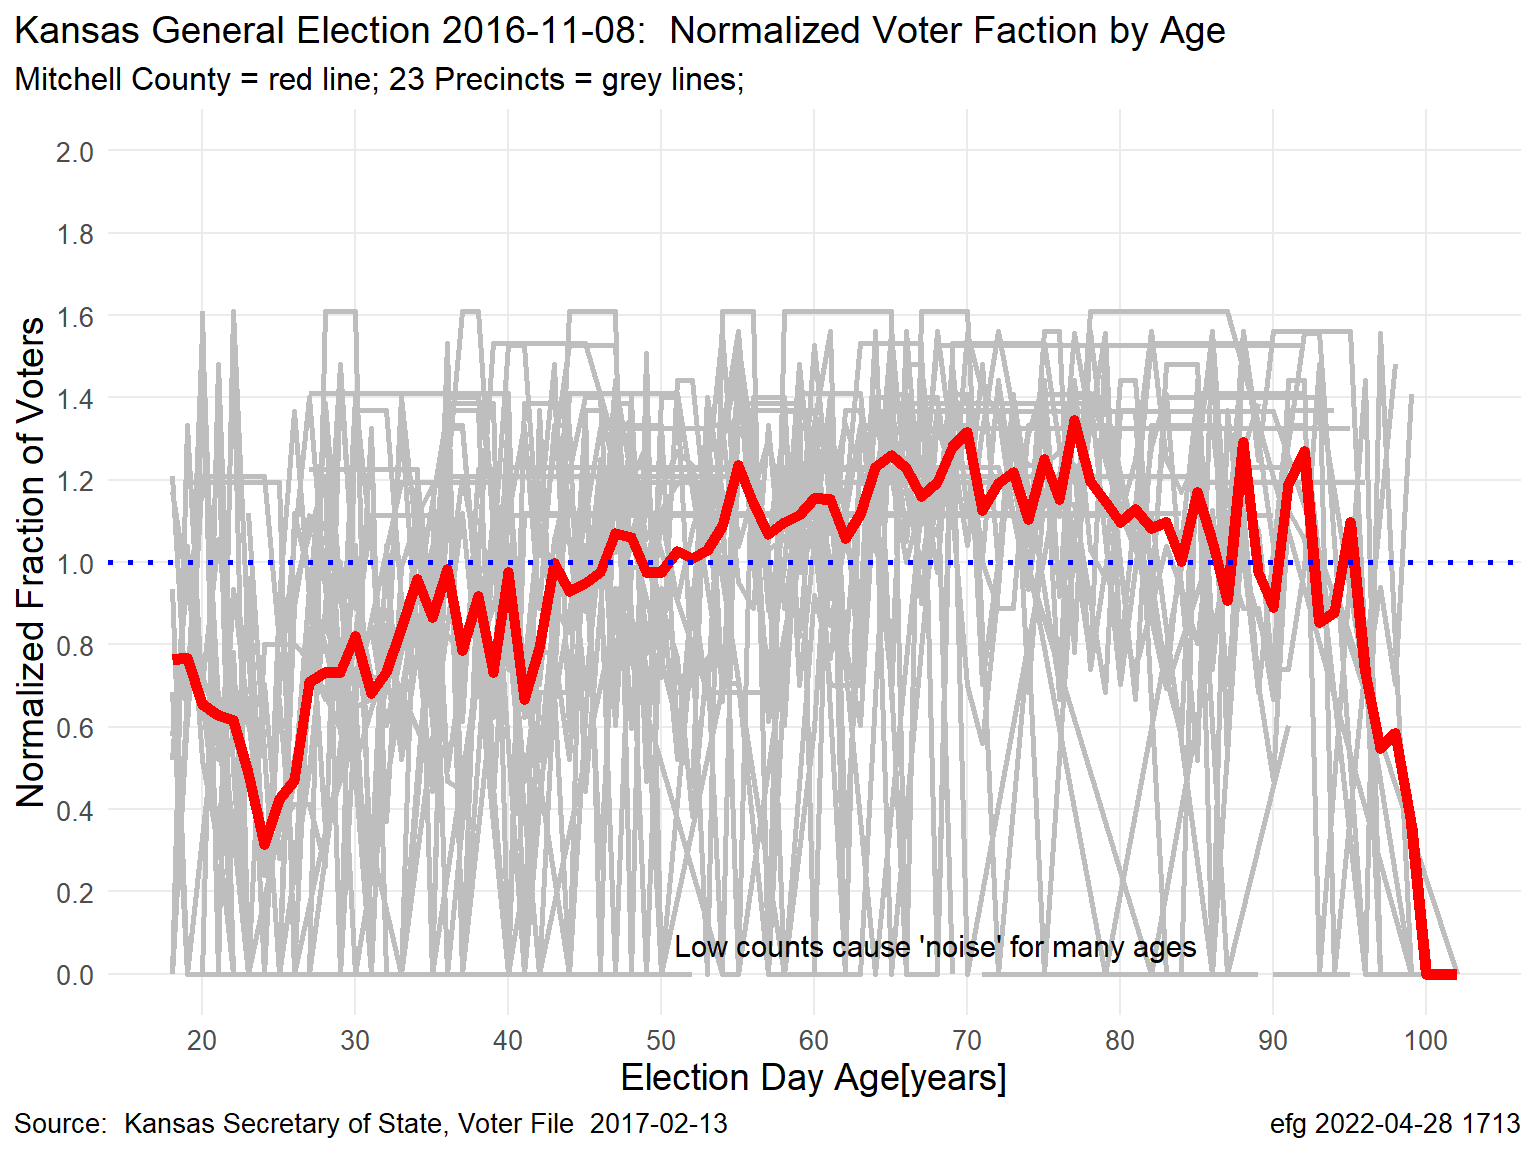 Kansas General Election 2016-11-08:  Normalized Voter Faction by Age
Mitchell County = red line; 23 Precincts = grey lines;
Normalized Fraction of Voters
2.0
1.8
1.6
1.4
1.2
1.0
0.8
0.6
0.4
0.2
0.0
Low counts cause 'noise' for many ages
20 30 40 50 60 70 80 90 100
Election Day Age[years]
Source:  Kansas Secretary of State, Voter File  2017-02-13
efg 2022-04-28 1713